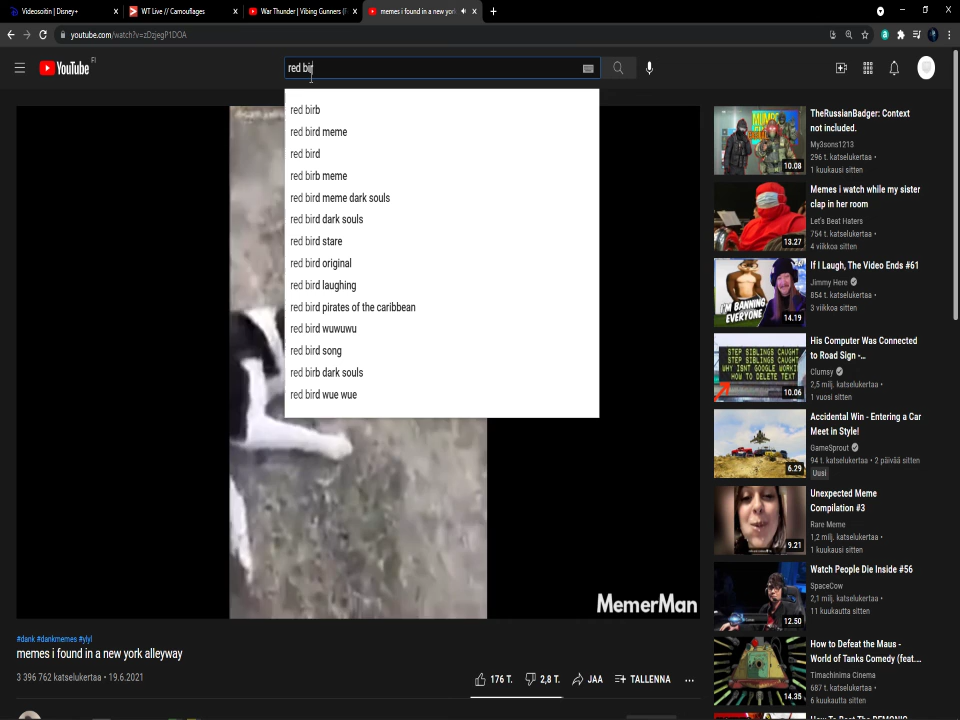 Videosoitin | Disney+
WT Live // Camouflages
War Thunder | Vibing Gunners (F
memes i found in a new york
youtube.com/watch?v=zDzjegP1DOA
YouTube FI
red bir
red birb
red bird meme
red bird
red birb meme
red bird meme dark souls
red bird dark souls
red bird stare
red bird original
red bird laughing
red bird pirates of the caribbean
red bird wuwuwu
red bird song
red birb dark souls
red bird wue wue
MemerMan
#dank #dankmemes #ylyl
memes i found in a new york alleyway
3 396 762 katselukertaa • 19.6.2021
176 T.
2,8 T.
JAA
TALLENNA
10.08
TheRussianBadger: Context
not included.
My3sons1213
296 t. katselukertaa •
1 kuukausi sitten
13.27
Memes i watch while my sister
clap in her room
Let's Beat Haters
754 t. katselukertaa •
4 viikkoa sitten
I'M BANNING
EVERYONE
14.19
If I Laugh, The Video Ends #61
Jimmy Here
854 t. katselukertaa •
3 viikkoa sitten
STEP SIBLINGS CAUGHT
WHY ISNT GOOGLE WORKI
HOW TO DELETE TEXT
10.06
His Computer Was Connected
to Road Sign -...
Clumsy
2,5 milj. katselukertaa •
1 vuosi sitten
6.29
Accidental Win - Entering a Car
Meet in Style!
GameSprout
94 t. katselukertaa • 2 päivää sitten
Uusi
9.21
Unexpected Meme
Compilation #3
Rare Meme
1,2 milj. katselukertaa •
1 kuukausi sitten
12.50
Watch People Die Inside #56
SpaceCow
2,1 milj. katselukertaa •
11 kuukautta sitten
14.35
How to Defeat the Maus -
World of Tanks Comedy (feat...
Timachinima Cinema
687 t. katselukertaa •
6 kuukautta sitten